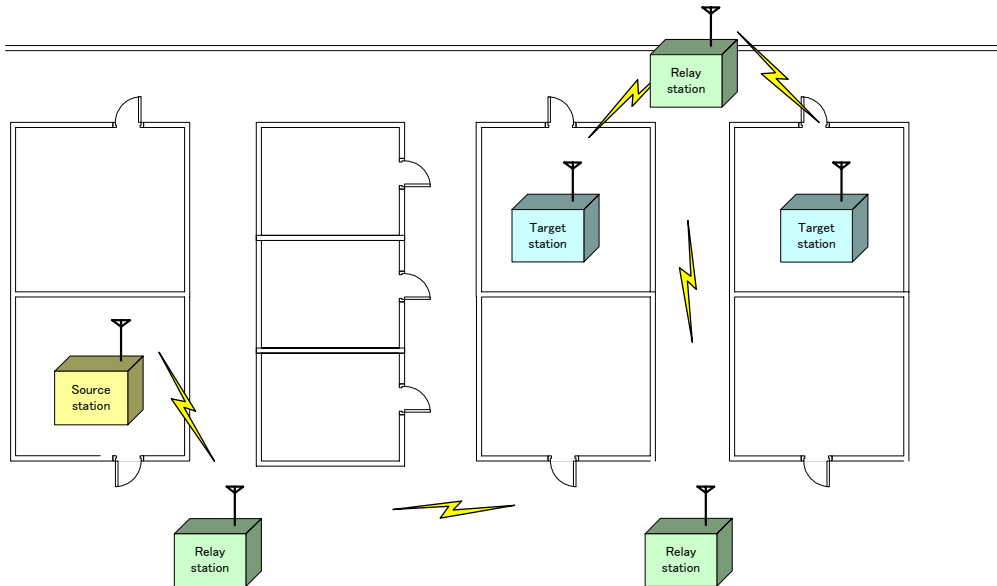 Relay
station
Target
station
Target
station
Source
station
Relay
station
Relay
station